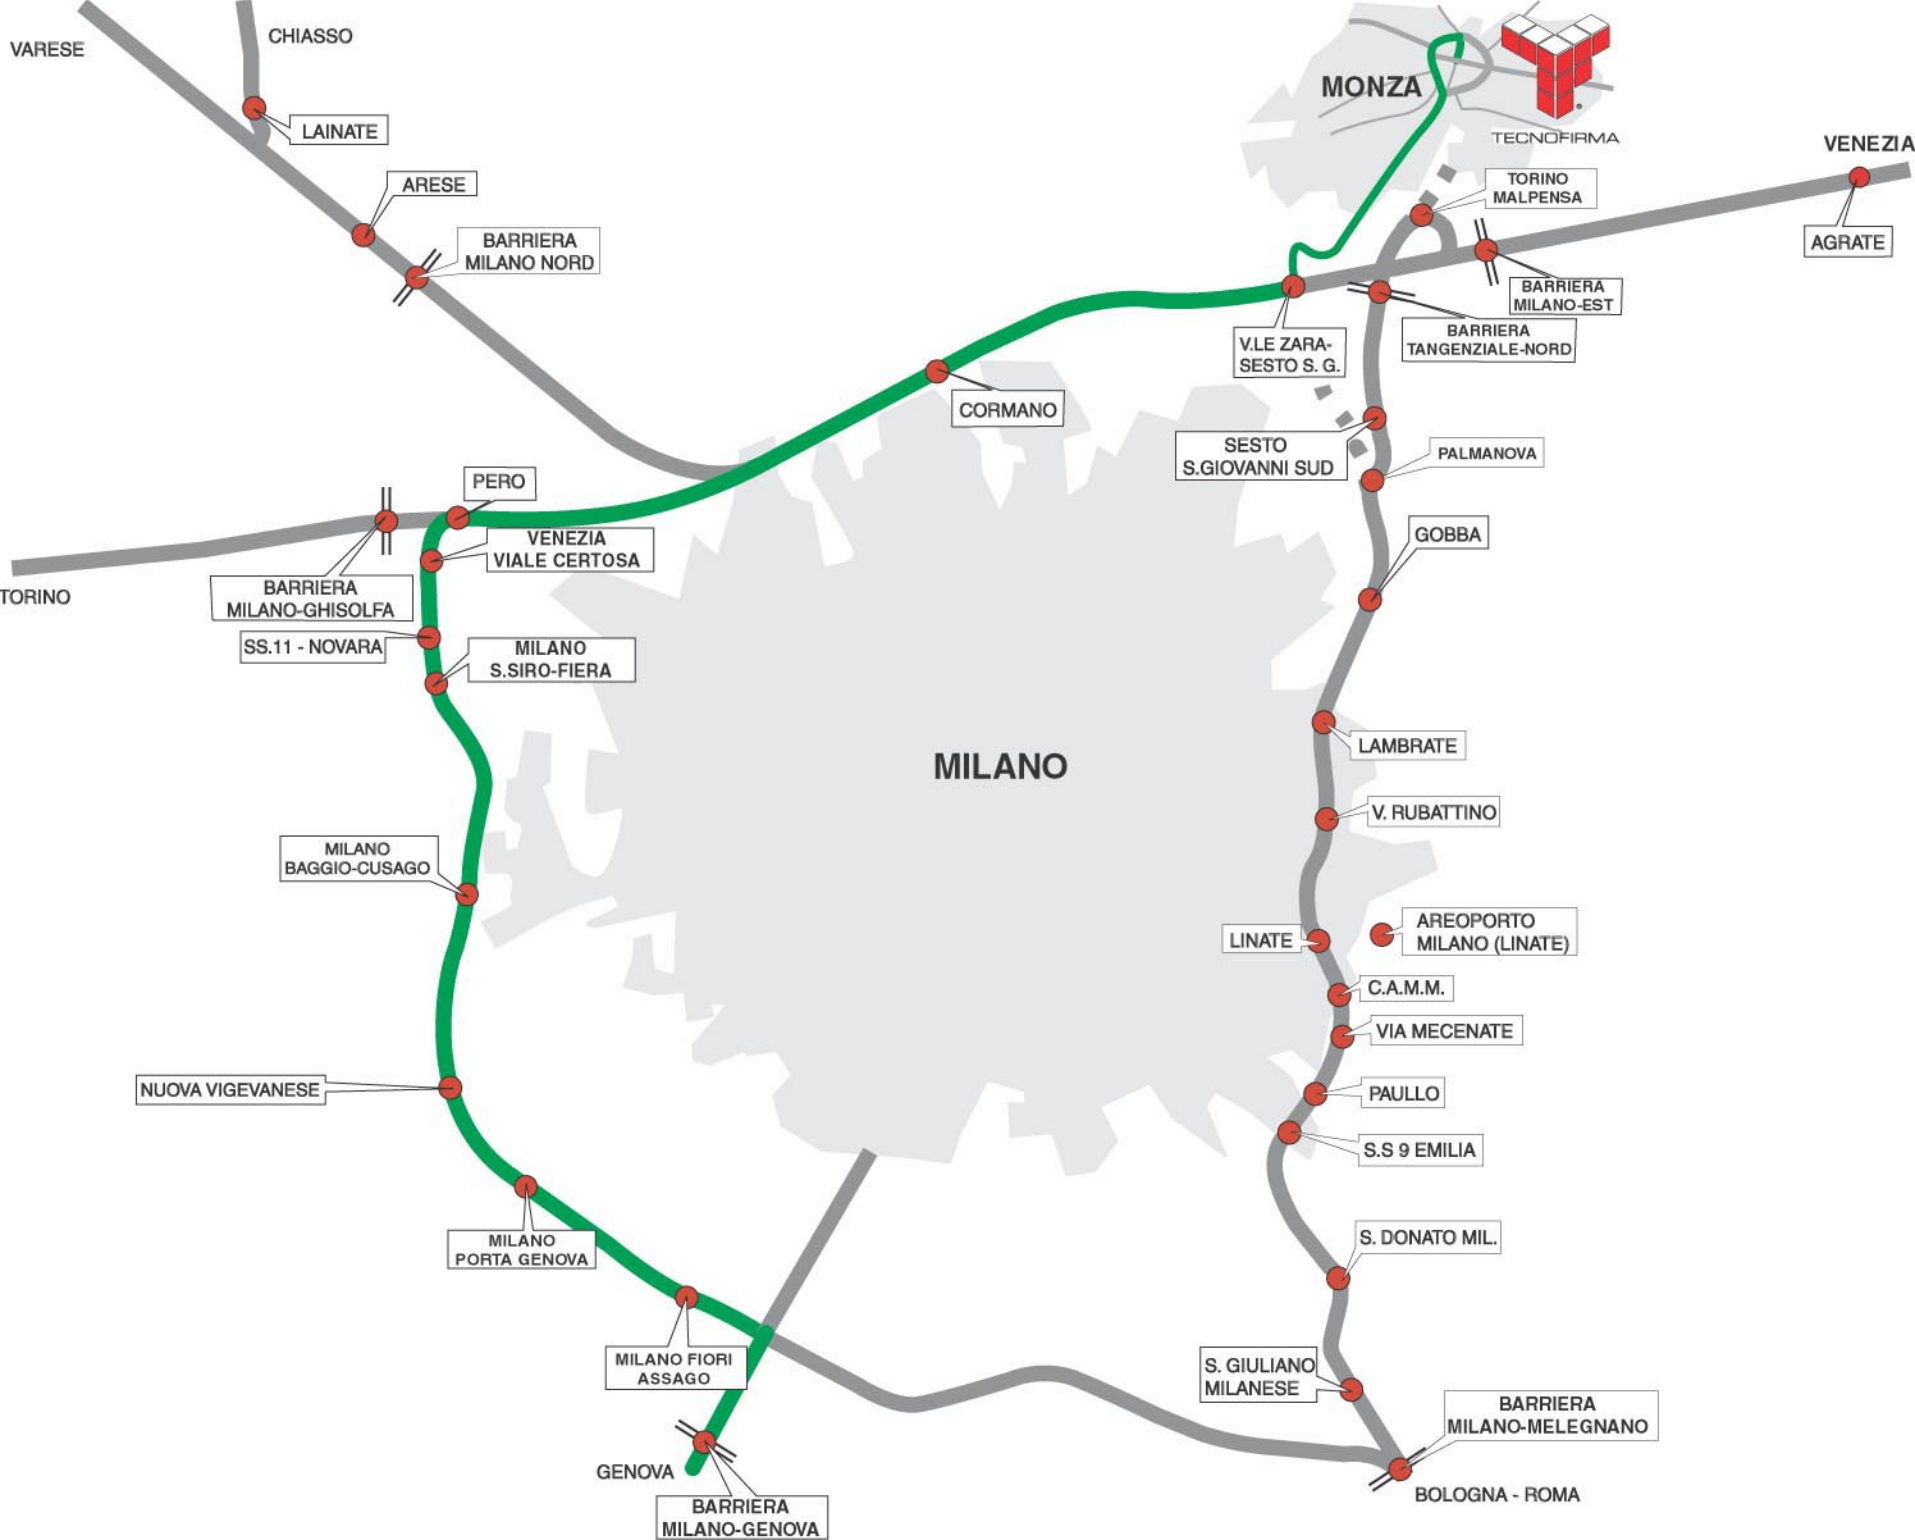 CHIASSO
VARESE
LAINATE
ARESE
BARRIERA
MILANO NORD
MONZA
TECNOFIRMA
VENEZIA
TORINO
MALPENSA
AGRATE
BARRIERA
MILANO-EST
BARRIERA
TANGENZIALE-NORD
V.LE ZARA-
SESTO S. G.
CORMANO
SESTO
S.GIOVANNI SUD
PALMANOVA
PERO
GOBBA
VENEZIA
VIALE CERTOSA
TORINO
BARRIERA
MILANO-GHISOLFA
SS.11 - NOVARA
MILANO
S.SIRO-FIERA
MILANO
LAMBRATE
V. RUBATTINO
MILANO
BAGGIO-CUSAGO
LINATE
AREOPORTO
MILANO (LINATE)
C.A.M.M.
VIA MECENATE
NUOVA VIGEVANESE
PAULLO
S.S 9 EMILIA
MILANO
PORTA GENOVA
S. DONATO MIL.
MILANO FIORI
ASSAGO
S. GIULIANO
MILANESE
BARRIERA
MILANO-MELEGNANO
GENOVA
BOLOGNA - ROMA
BARRIERA
MILANO-GENOVA